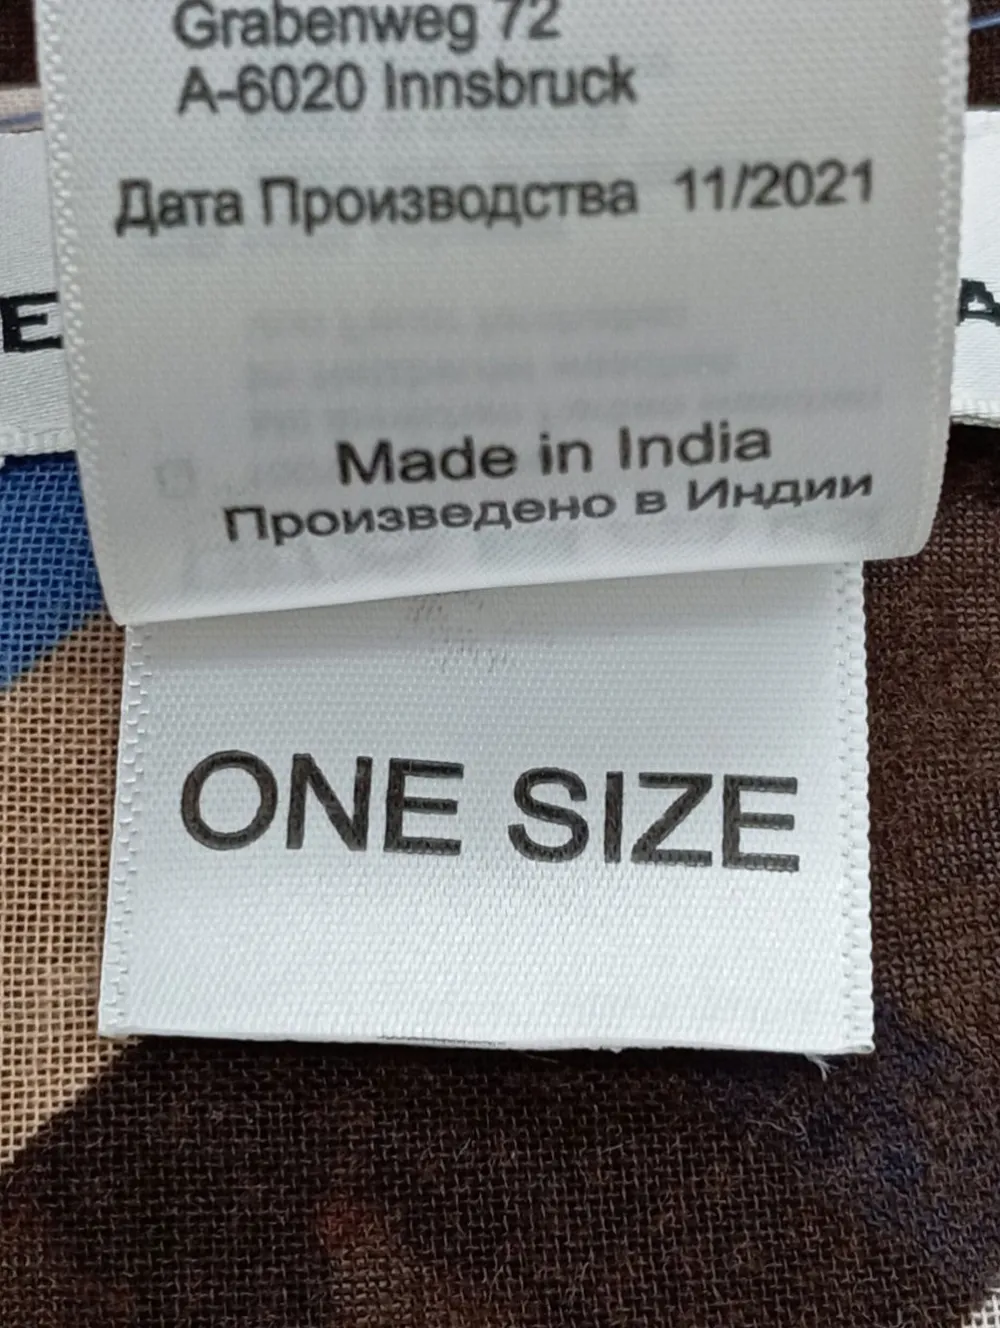 Grabenweg 72
A-6020 Innsbruck
Дата Производства 11/2021
E
A
Made in India
Произведено в Индии
ONE SIZE